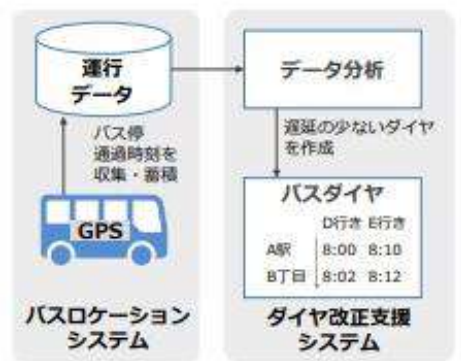 運行
データ
バス停
通過時刻を
収集・蓄積
GPS
バスロケーション
システム
データ分析
遅延の少ないダイヤ
を作成
バスダイヤ
D行き E行き
A駅 8:00 8:10
B丁目 8:02 8:12
ダイヤ改正支援
システム